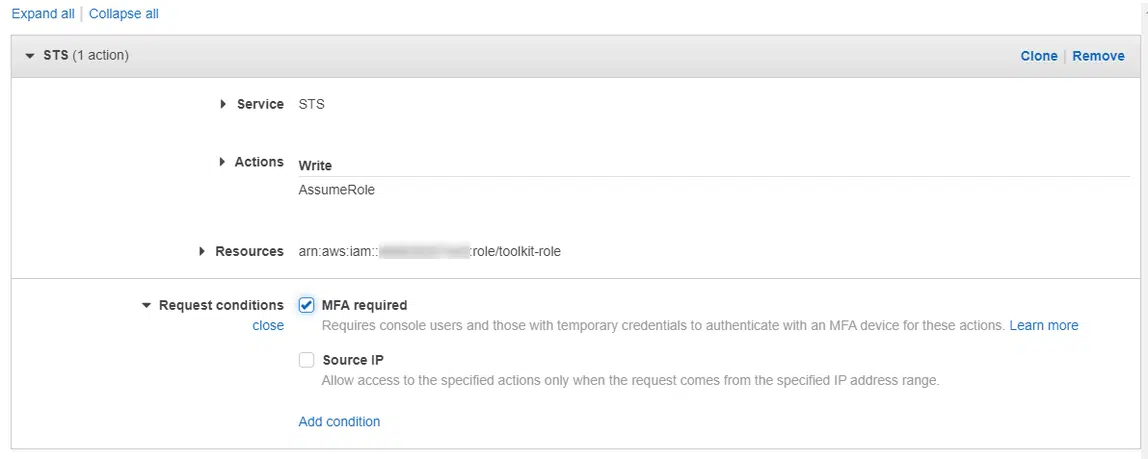 Expand all | Collapse all
STS (1 action) Clone | Remove
Service STS
Actions Write
AssumeRole
Resources arn:aws:iam:: :role/toolkit-role
Request conditions MFA required
close Requires console users and those with temporary credentials to authenticate with an MFA device for these actions. Learn more
Source IP
Allow access to the specified actions only when the request comes from the specified IP address range.
Add condition